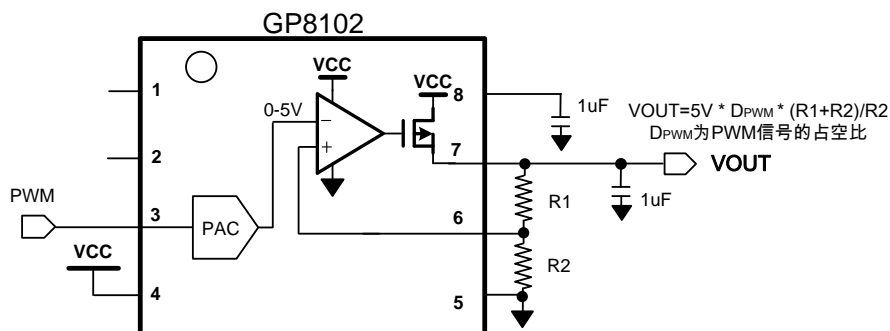 GP8102
VCC
VCC
1
8
1uF
VOUT=5V * DPWM * (R1+R2)/R2
DPWM为PWM信号的占空比
0-5V
−
+
2
7
VOUT
PWM
3
PAC
6
R1
1uF
VCC
R2
4
5